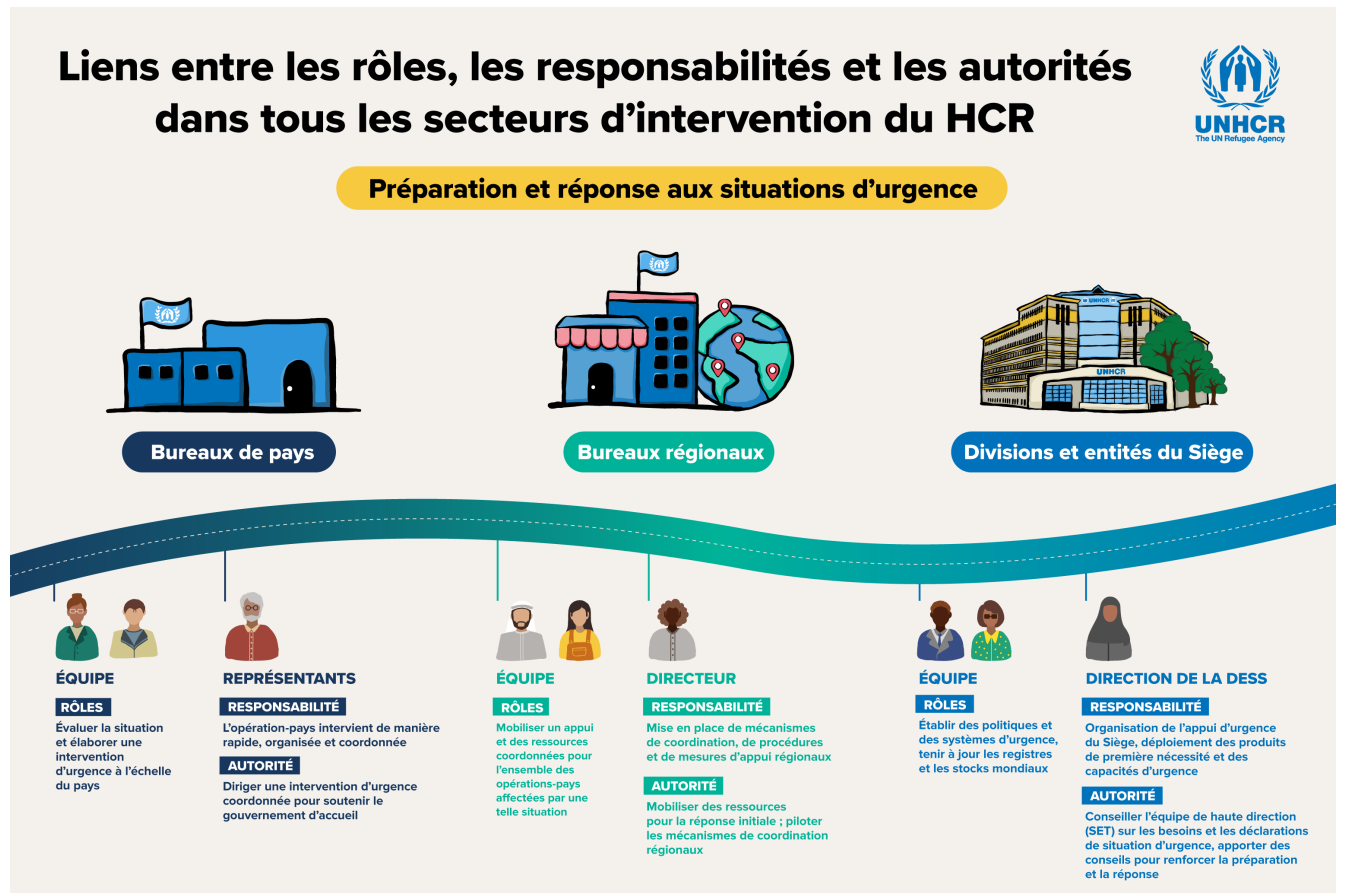 Liens entre les rôles, les responsabilités et les autorités
dans tous les secteurs d'intervention du HCR
UNHCR
The UN Refugee Agency
Préparation et réponse aux situations d'urgence
UNHCR
UNHCR
Bureaux de pays
Bureaux régionaux
Divisions et entités du Siège
ÉQUIPE
RÔLES
Évaluer la situation
et élaborer une
intervention
d'urgence à l'échelle
du pays
REPRÉSENTANTS
RESPONSABILITÉ
L'opération-pays intervient de manière
rapide, organisée et coordonnée
AUTORITÉ
Diriger une intervention d'urgence
coordonnée pour soutenir le
gouvernement d'accueil
ÉQUIPE
RÔLES
Mobiliser un appui
et des ressources
coordonnées pour
l'ensemble des
opérations-pays
affectées par une
telle situation
DIRECTEUR
RESPONSABILITÉ
Mise en place de mécanismes
de coordination, de procédures
et de mesures d'appui régionaux
AUTORITÉ
Mobiliser des ressources
pour la réponse initiale ; piloter
les mécanismes de coordination
régionaux
ÉQUIPE
RÔLES
Établir des politiques et
des systèmes d'urgence,
tenir à jour les registres
et les stocks mondiaux
DIRECTION DE LA DESS
RESPONSABILITÉ
Organisation de l'appui d'urgence
du Siège, déploiement des produits
de première nécessité et des
capacités d'urgence
AUTORITÉ
Conseiller l'équipe de haute direction
(SET) sur les besoins et les déclarations
de situation d'urgence, apporter des
conseils pour renforcer la préparation
et la réponse